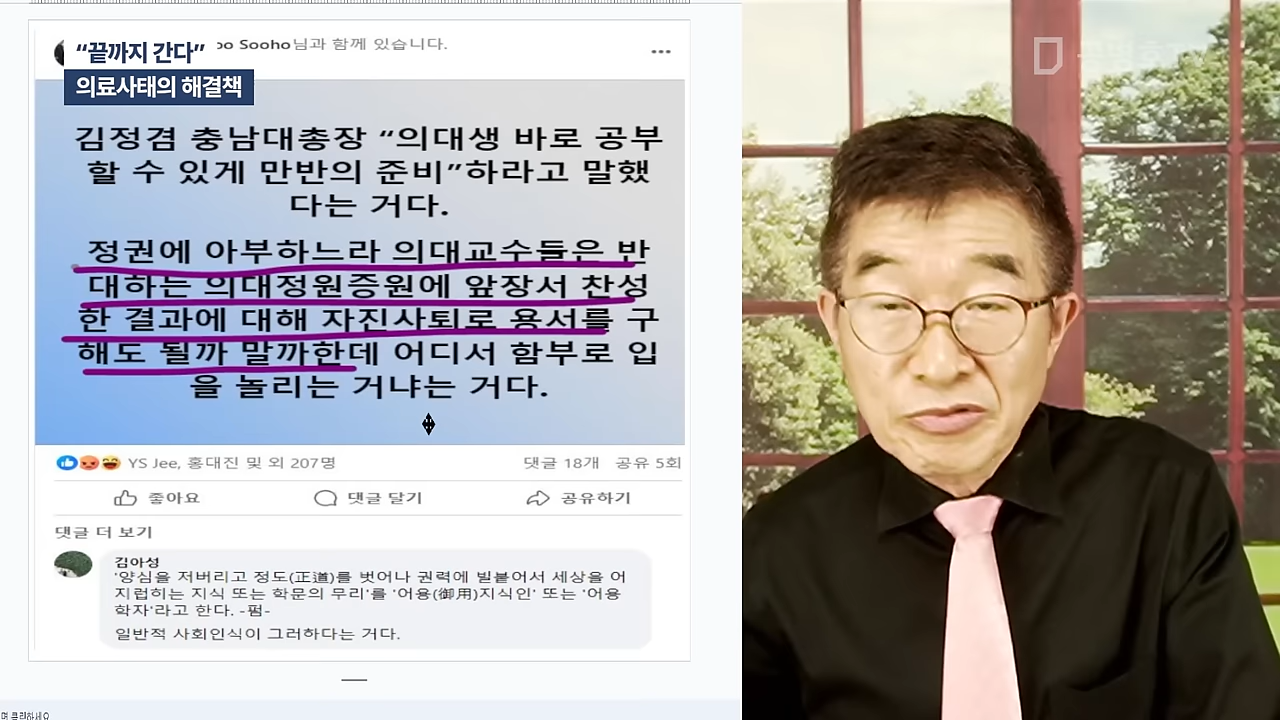 “끝까지 간다”
의료사태의 해결책
oo Sooho님과 함께 있습니다.
김정겸 충남대총장 “의대생 바로 공부
할 수 있게 만반의 준비”하라고 말했
다는 거다.
정권에 아부하느라 의대교수들은 반
대하는 의대정원증원에 앞장서 찬성
한 결과에 대해 자진사퇴로 용서를 구
해도 될까 말까한데 어디서 함부로 입
을 놀리는 거냐는 거다.
YS Jee, 홍대진 및 외 207명
댓글 18개 공유 5회
좋아요 댓글 달기 공유하기
댓글 더 보기
김아성
'양심을 저버리고 정도(正道)를 벗어나 권력에 빌붙어서 세상을 어
지럽히는 지식 또는 학문의 무리'를 '어용(御用)지식인' 또는 '어용
학자'라고 한다. -펌-
일반적 사회인식이 그러하다는 거다.